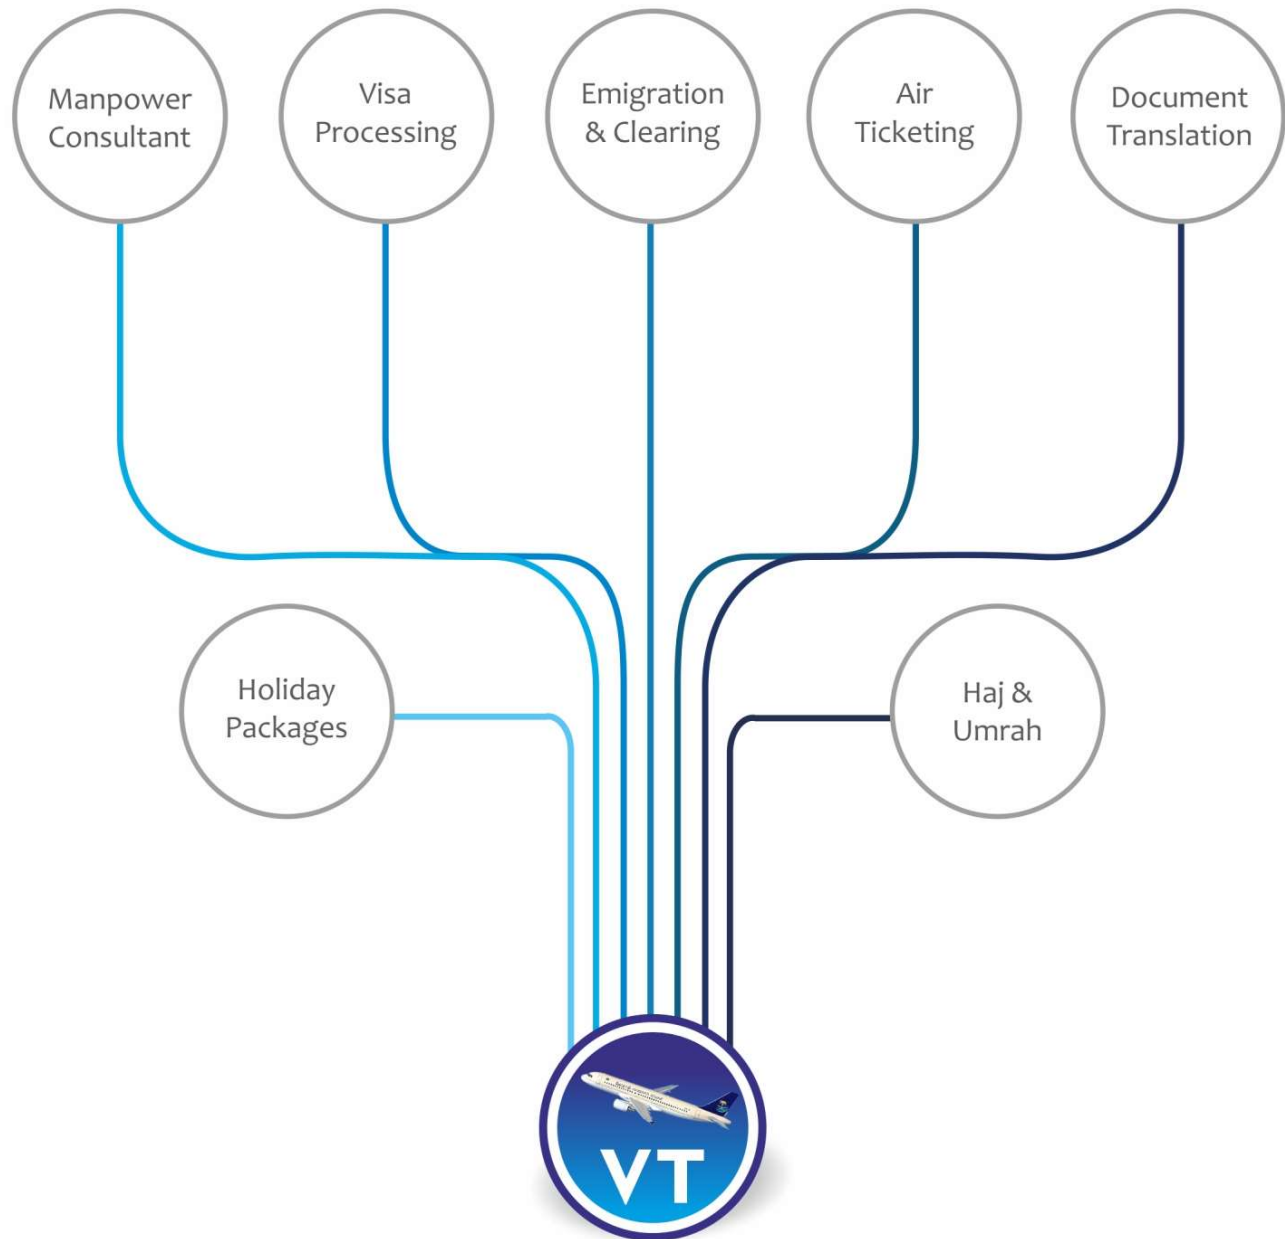 Manpower
Consultant
Visa
Processing
Emigration
& Clearing
Air
Ticketing
Document
Translation
Holiday
Packages
Haj &
Umrah
VT